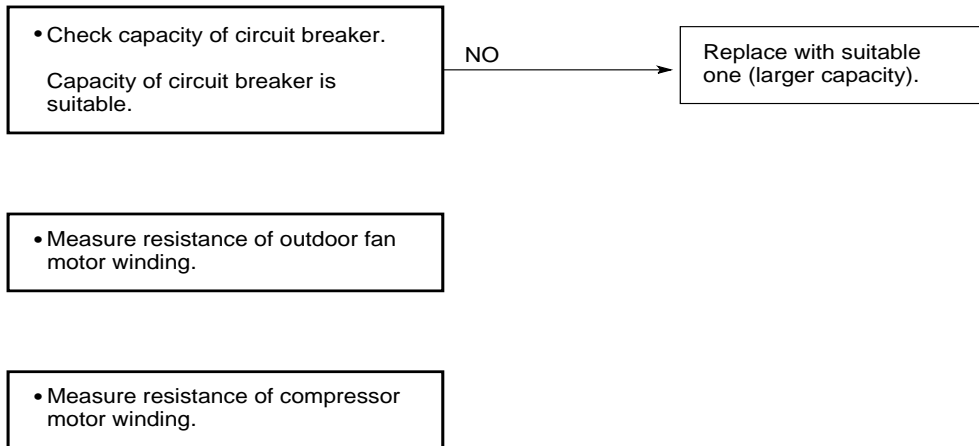 • Check capacity of circuit breaker.
Capacity of circuit breaker is
suitable.
NO
Replace with suitable
one (larger capacity).
• Measure resistance of outdoor fan
motor winding.
• Measure resistance of compressor
motor winding.